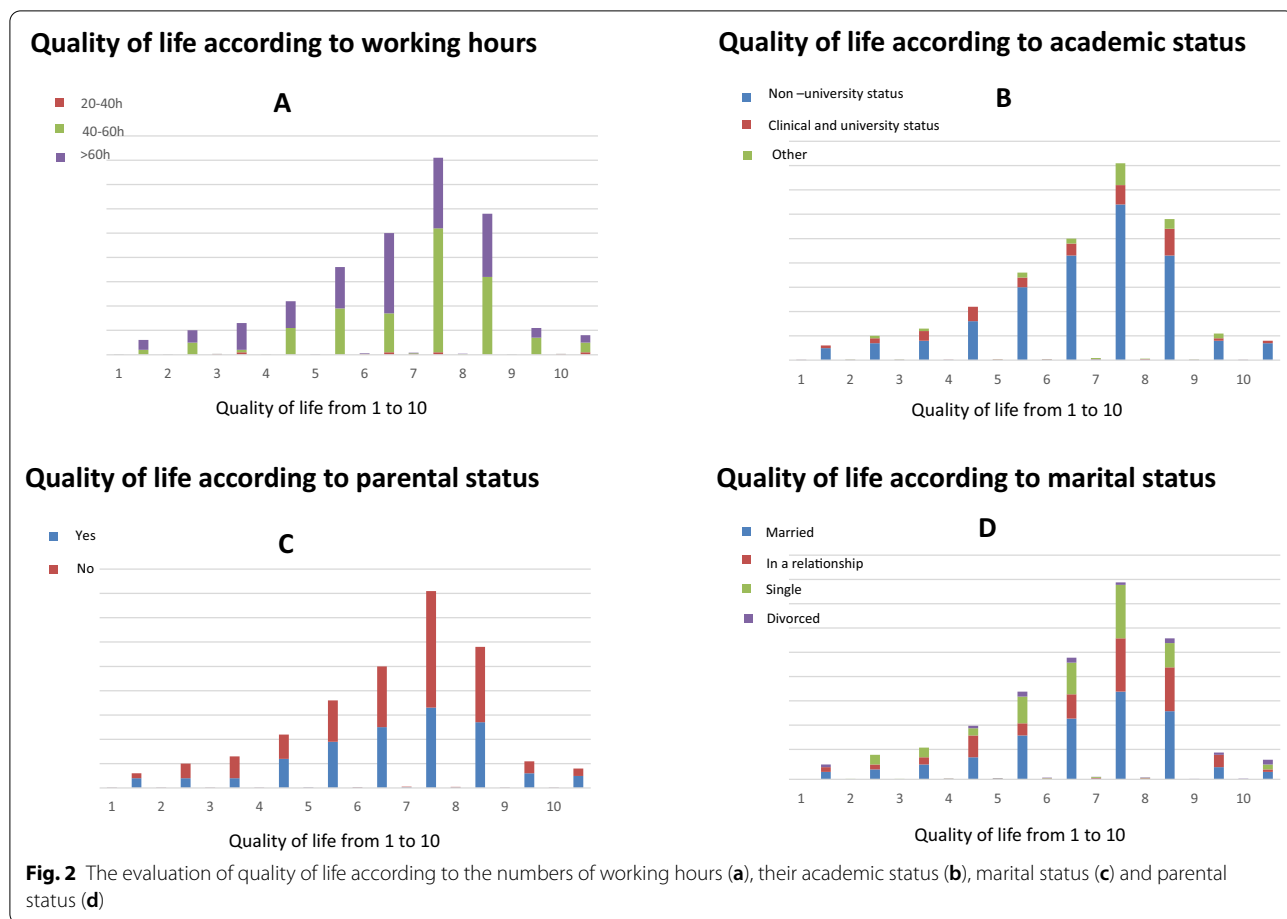 Quality of life according to working hours
A
20-40h
40-60h
>60h
1 2 3 4 5 6 7 8 9 10
Quality of life from 1 to 10
Quality of life according to academic status
B
Non –university status
Clinical and university status
Other
1 2 3 4 5 6 7 8 9 10
Quality of life from 1 to 10
Quality of life according to parental status
C
Yes
No
1 2 3 4 5 6 7 8 9 10
Quality of life from 1 to 10
Quality of life according to marital status
D
Married
In a relationship
Single
Divorced
1 2 3 4 5 6 7 8 9 10
Quality of life from 1 to 10
Fig. 2 The evaluation of quality of life according to the numbers of working hours (a), their academic status (b), marital status (c) and parental
status (d)